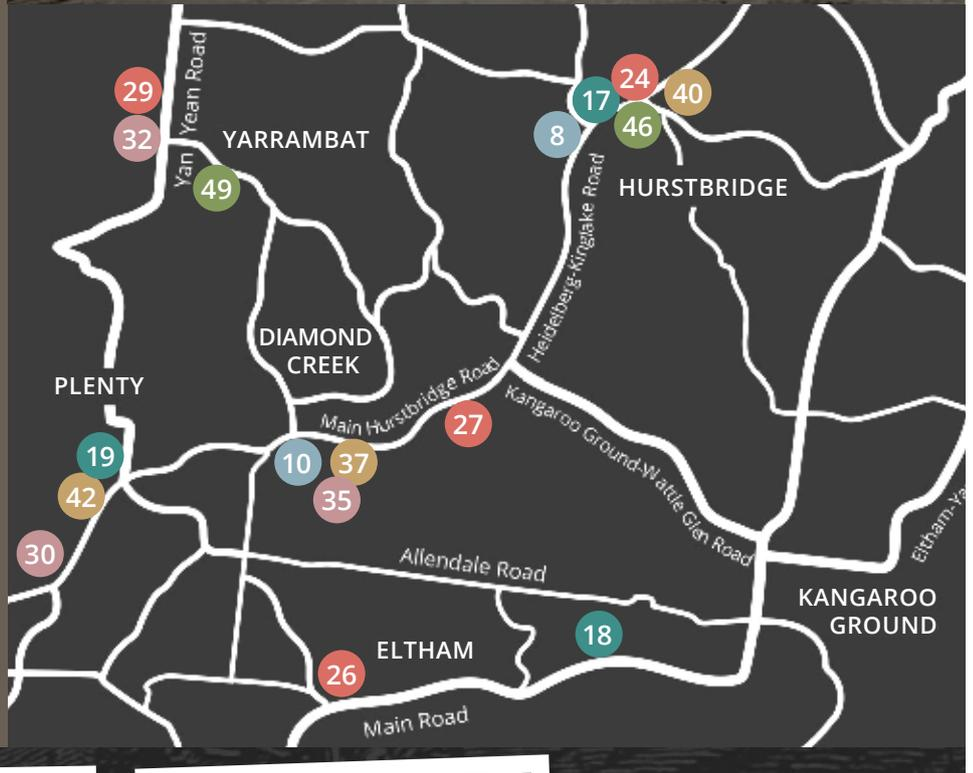 24
29
17
40
Yan Yean Road
8
46
32
YARRAMBAT
49
HURSTBRIDGE
Heidelberg-Kinglake Road
DIAMOND
CREEK
PLENTY
Main Hurstbridge Road
27
Kangaroo Ground-Wattle Glen Road
19
10
37
42
35
30
Allendale Road
KANGAROO
GROUND
18
ELTHAM
26
Main Road